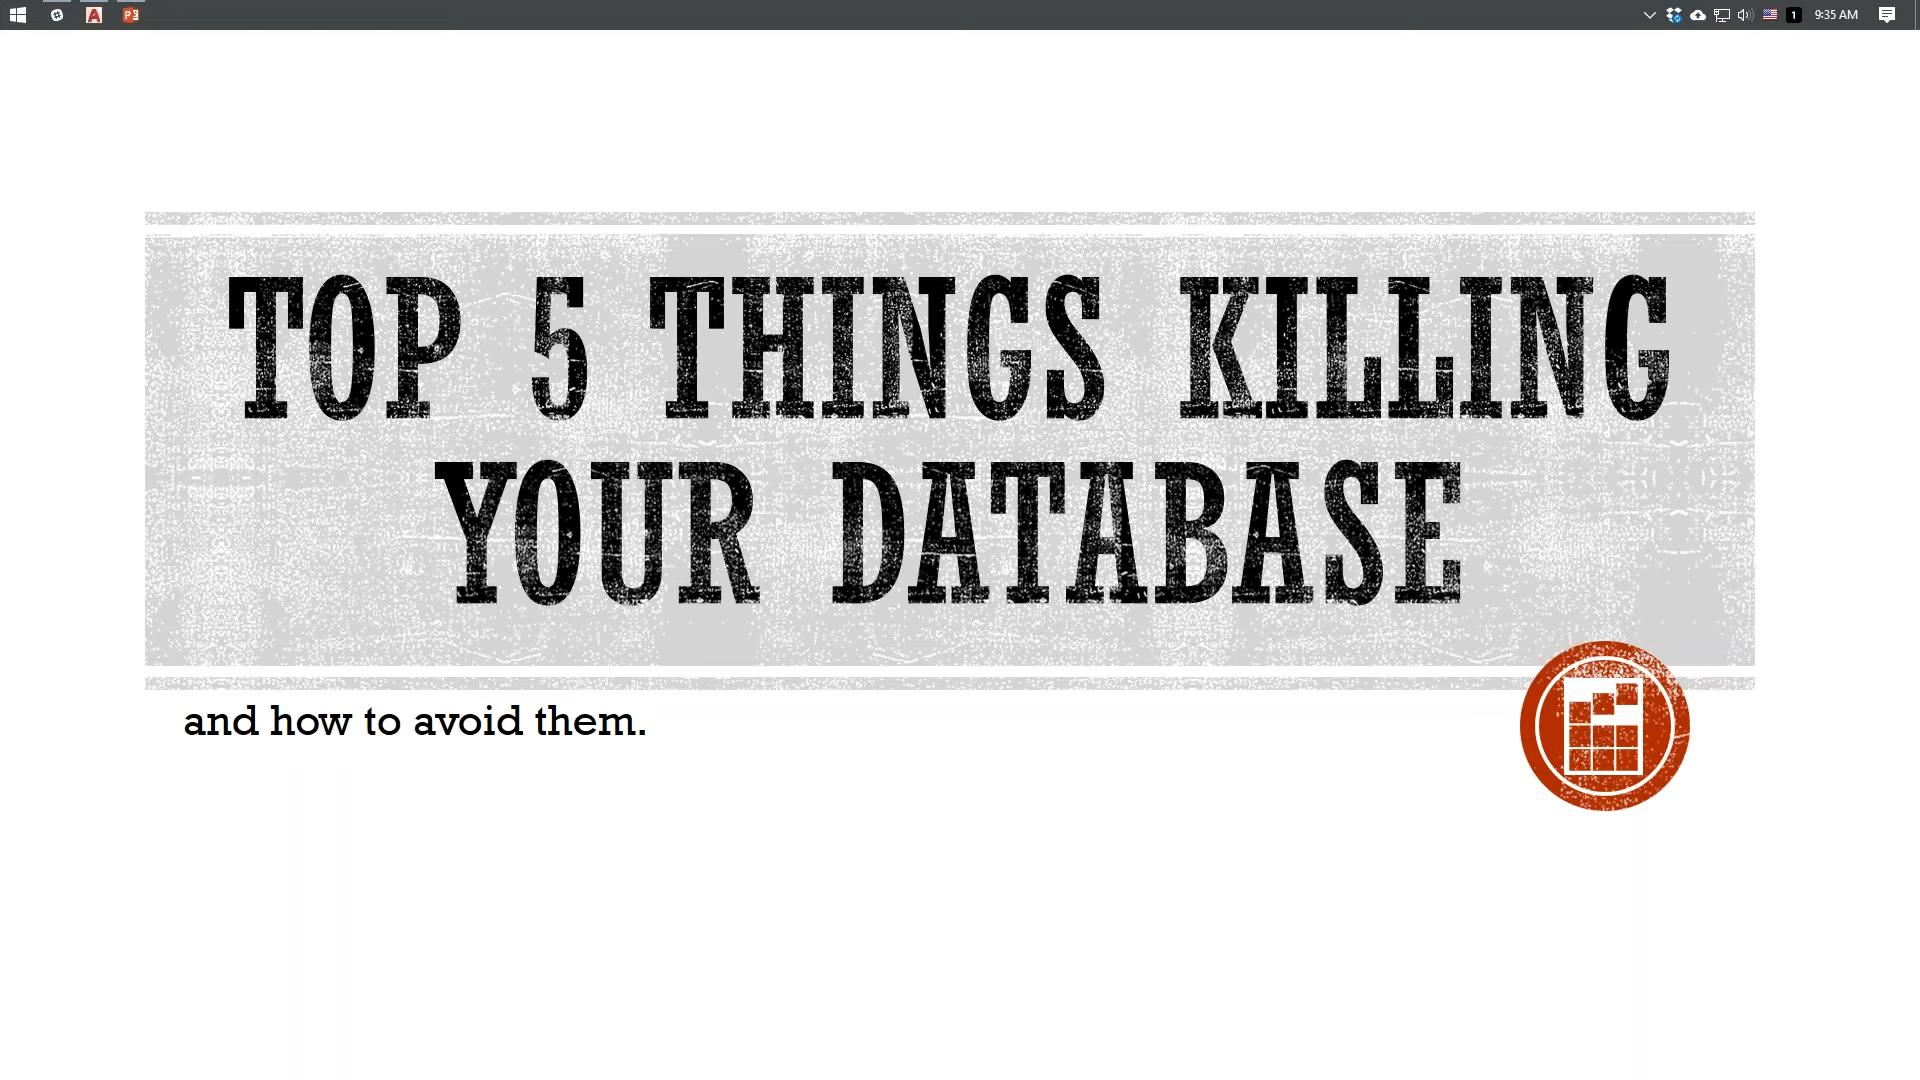 9:35 AM
TOP 5 THINGS KILLING
YOUR DATABASE
and how to avoid them.